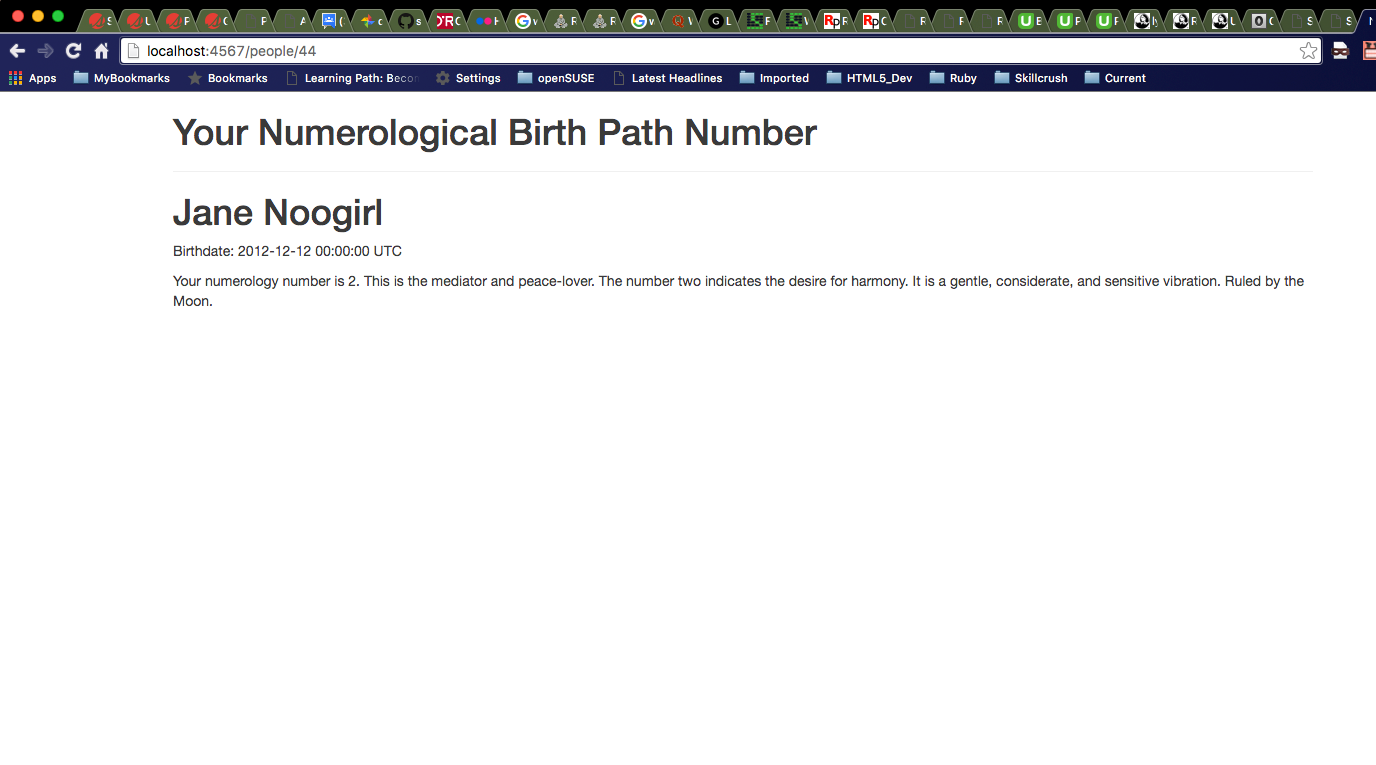 localhost:4567/people/44
Apps MyBookmarks Bookmarks Learning Path: Becon Settings openSUSE Latest Headlines Imported HTML5_Dev Ruby Skillcrush Current
Your Numerological Birth Path Number
Jane Noogirl
Birthdate: 2012-12-12 00:00:00 UTC
Your numerology number is 2. This is the mediator and peace-lover. The number two indicates the desire for harmony. It is a gentle, considerate, and sensitive vibration. Ruled by the
Moon.